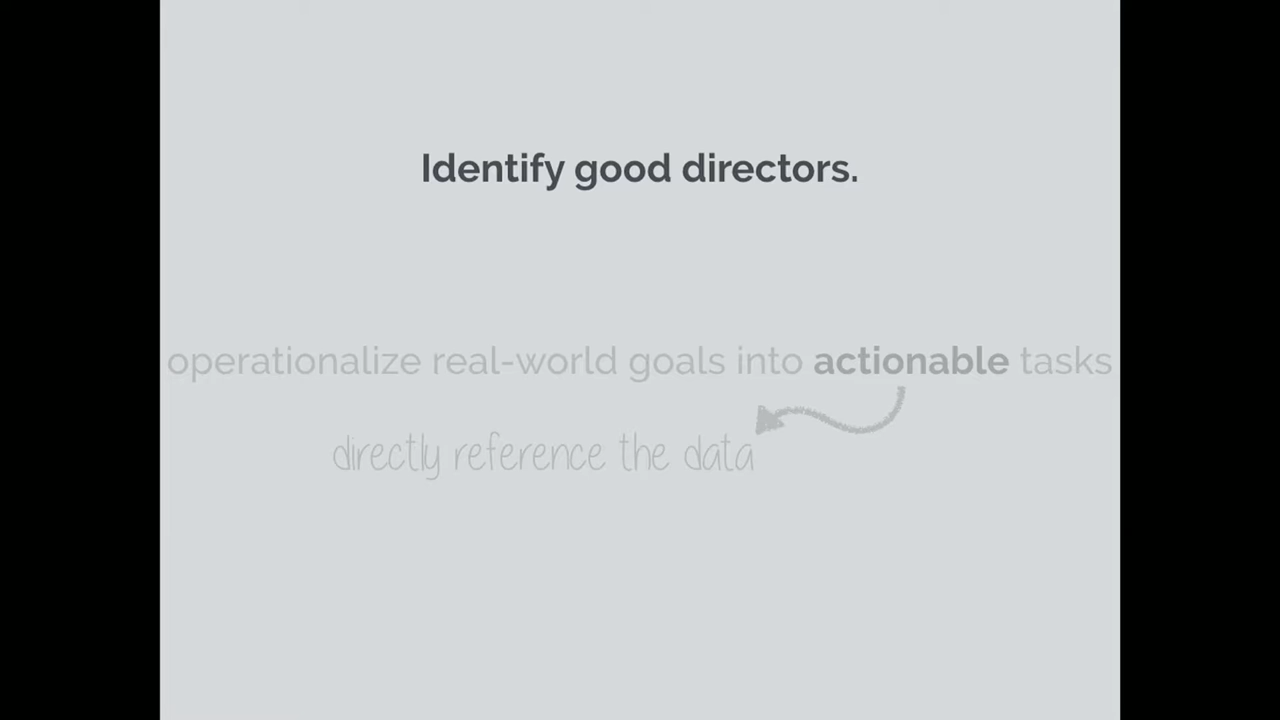 Identify good directors.
operationalize real-world goals into actionable tasks
directly reference the data